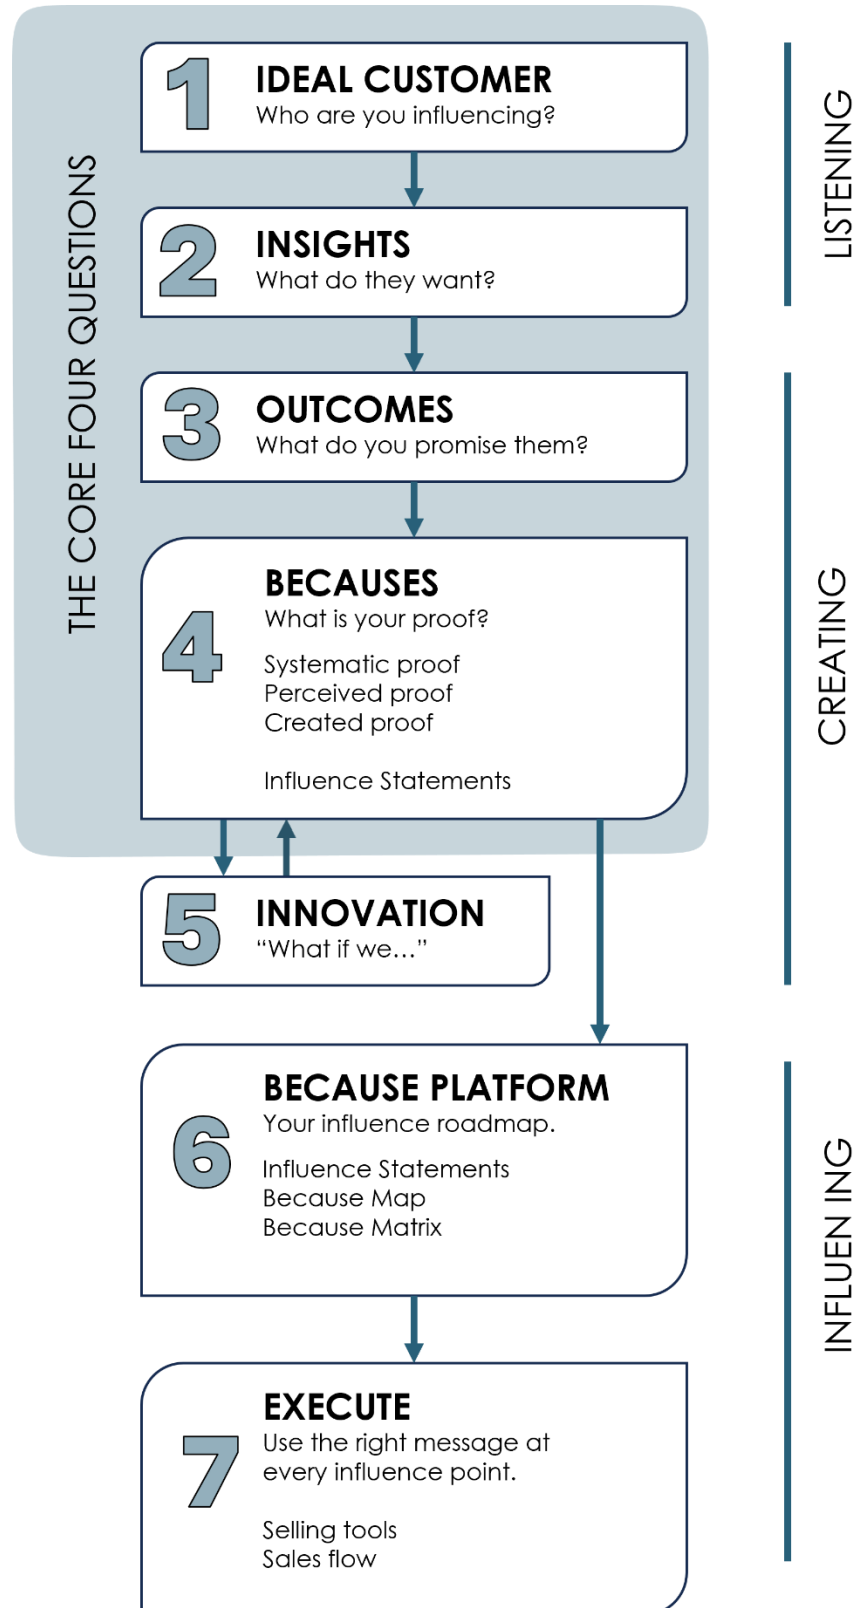 THE CORE FOUR QUESTIONS
1
IDEAL CUSTOMER
Who are you influencing?
2
INSIGHTS
What do they want?
LISTENING
3
OUTCOMES
What do you promise them?
4
BECAUSES
What is your proof?
Systematic proof
Perceived proof
Created proof
Influence Statements
5
INNOVATION
“What if we...”
CREATING
6
BECAUSE PLATFORM
Your influence roadmap.
Influence Statements
Because Map
Because Matrix
7
EXECUTE
Use the right message at
every influence point.
Selling tools
Sales flow
INFLUEN ING